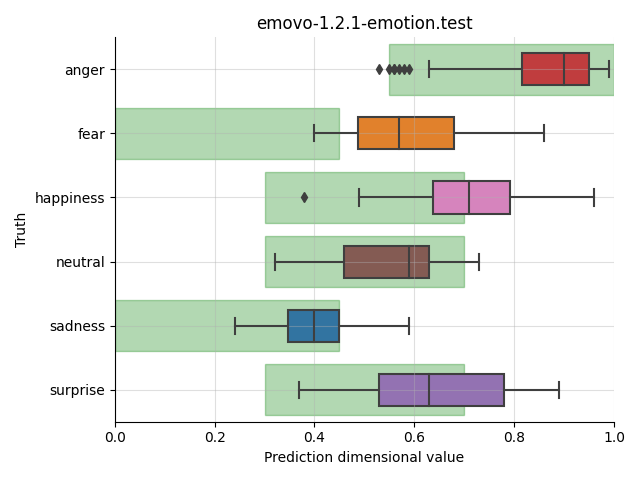 emovo-1.2.1-emotion.test
Truth
anger
fear
happiness
neutral
sadness
surprise
0.0 0.2 0.4 0.6 0.8 1.0
Prediction dimensional value